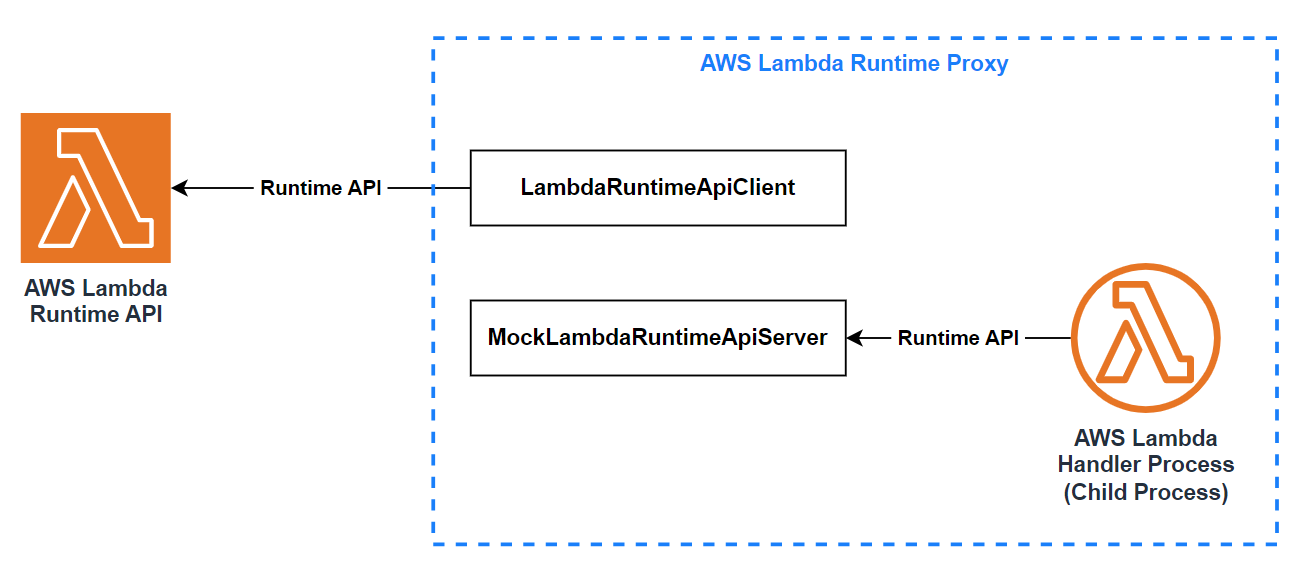 AWS Lambda Runtime Proxy
LambdaRuntimeApiClient
Runtime API
AWS Lambda
Runtime API
MockLambdaRuntimeApiServer
Runtime API
AWS Lambda
Handler Process
(Child Process)